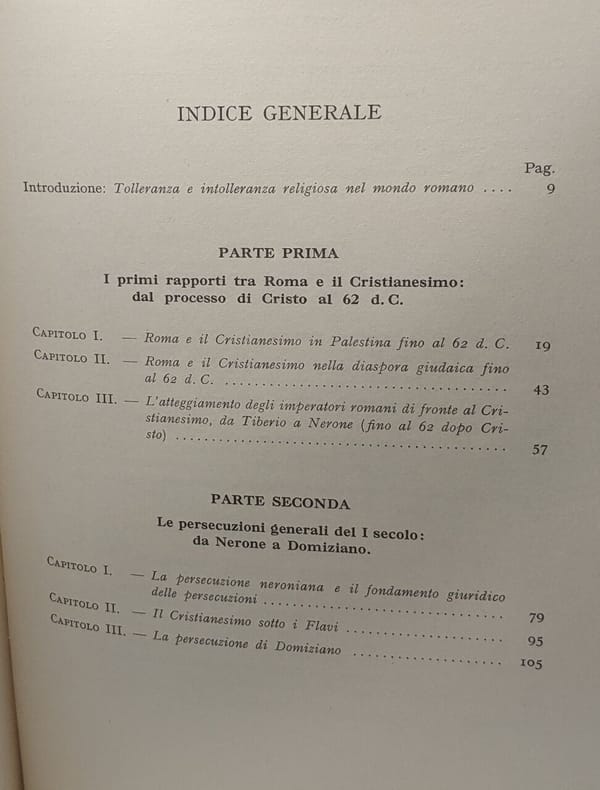 INDICE GENERALE
Pag.
Introduzione: Tolleranza e intolleranza religiosa nel mondo romano .... 9
PARTE PRIMA
I primi rapporti tra Roma e il Cristianesimo:
dal processo di Cristo al 62 d. C.
CAPITOLO I. — Roma e il Cristianesimo in Palestina fino al 62 d. C. 19
CAPITOLO II. — Roma e il Cristianesimo nella diaspora giudaica fino
al 62 d. C. .................................... 43
CAPITOLO III. — L'atteggiamento degli imperatori romani di fronte al Cri-
stianesimo, da Tiberio a Nerone (fino al 62 dopo Cri-
sto) .......................................... 57
PARTE SECONDA
Le persecuzioni generali del I secolo:
da Nerone a Domiziano.
CAPITOLO I. — La persecuzione neroniana e il fondamento giuridico
delle persecuzioni .............................. 79
CAPITOLO II. — Il Cristianesimo sotto i Flavi ..................... 95
CAPITOLO III. — La persecuzione di Domiziano ................... 105